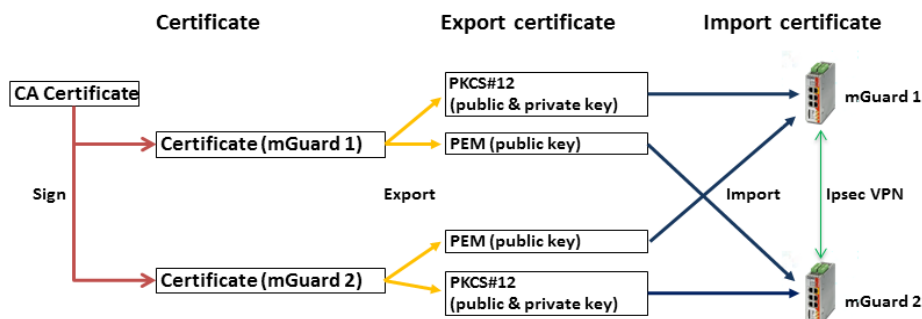 Certificate
Export certificate
Import certificate
CA Certificate
PKCS#12
(public & private key)
mGuard 1
Certificate (mGuard 1)
PEM (public key)
Sign
Export
Import
Ipsec VPN
PEM (public key)
Certificate (mGuard 2)
PKCS#12
(public & private key)
mGuard 2